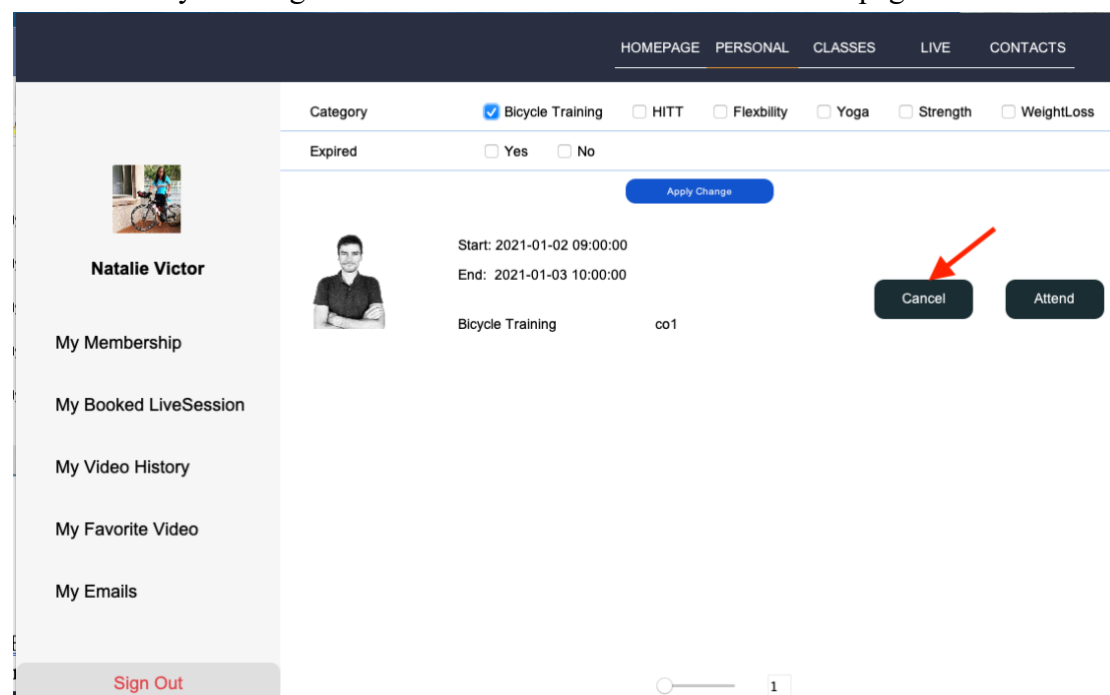 HOMEPAGE PERSONAL CLASSES LIVE CONTACTS
Category Bicycle Training HITT Flexbility Yoga Strength WeightLoss
Expired Yes No
Apply Change
Natalie Victor
My Membership
My Booked LiveSession
My Video History
My Favorite Video
My Emails
Sign Out
Start: 2021-01-02 09:00:00
End: 2021-01-03 10:00:00
Bicycle Training co1
Cancel Attend
1